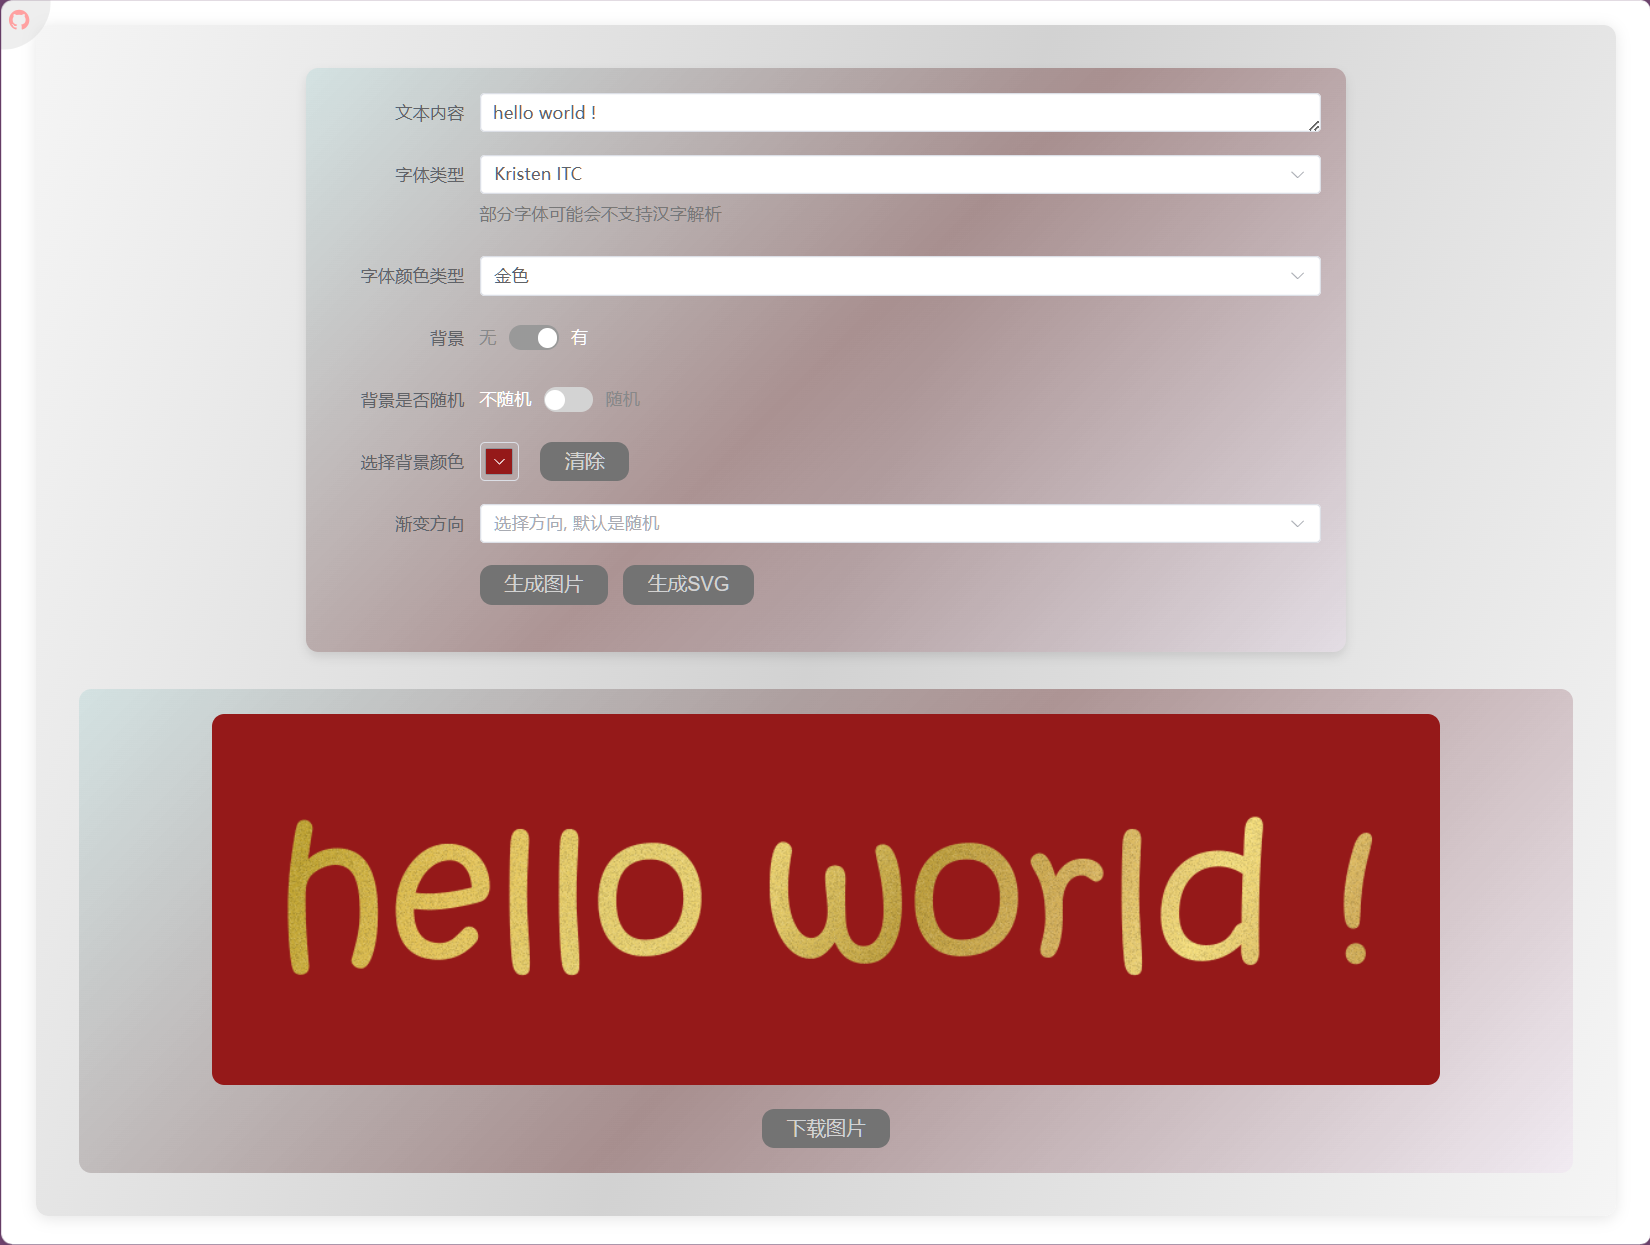 文本内容 hello world !
字体类型 Kristen ITC
部分字体可能会不支持汉字解析
字体颜色类型 金色
背景 无 有
背景是否随机 不随机 随机
选择背景颜色 清除
渐变方向 选择方向, 默认是随机
生成图片 生成SVG
hello world !
下载图片